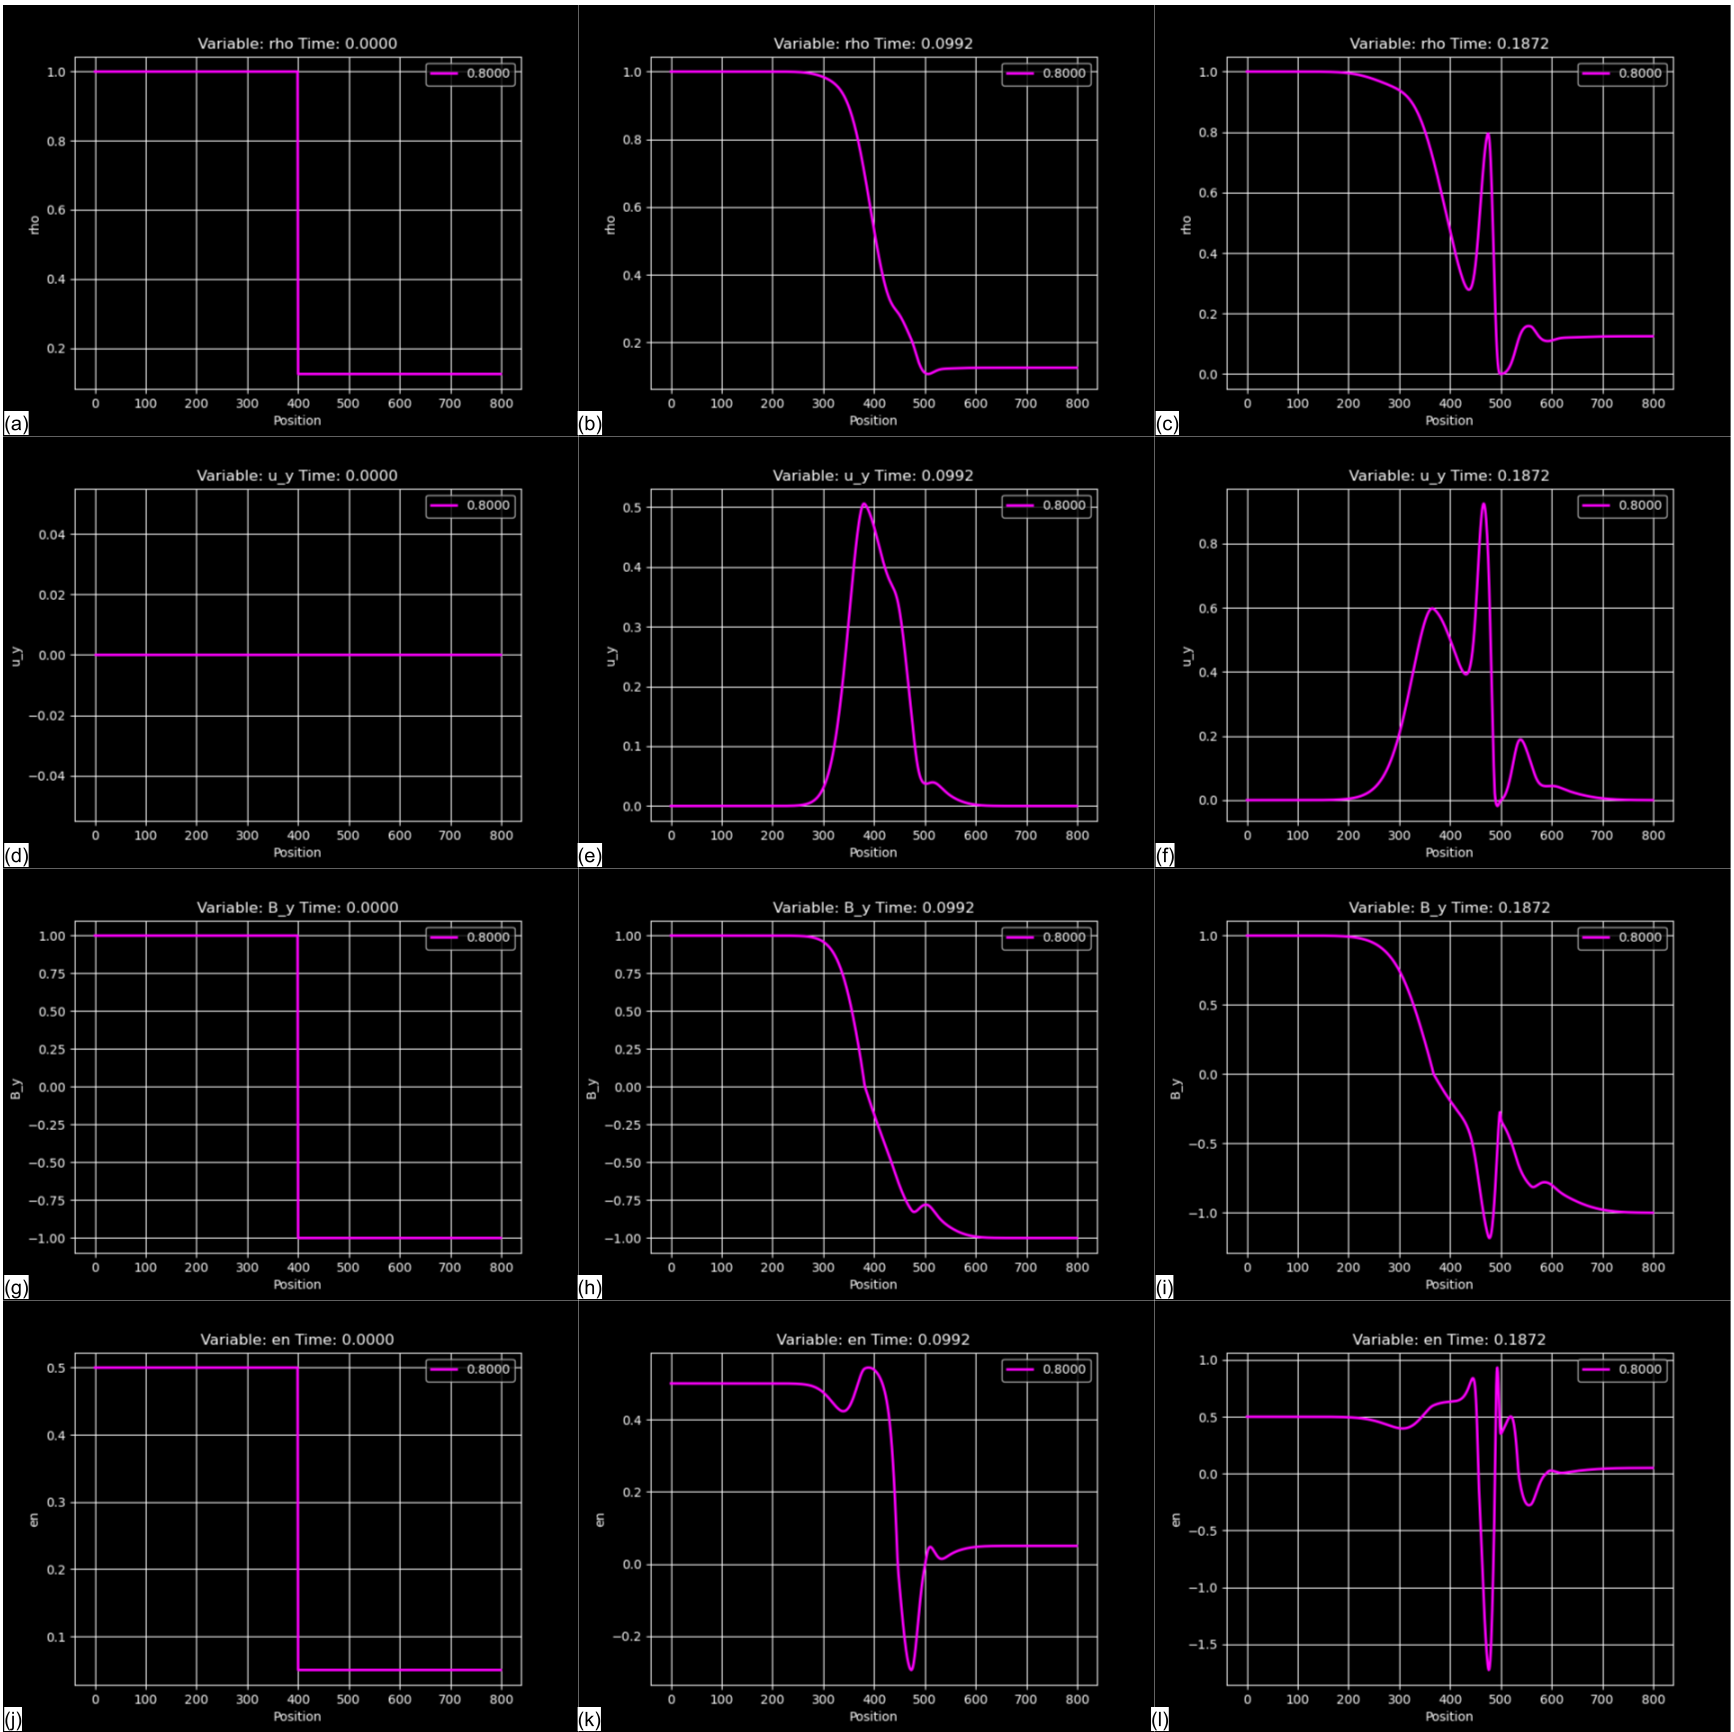 Variable: rho Time: 0.0000
0.8000
1.0
0.8
0.6
0.4
0.2
rho
0 100 200 300 400 500 600 700 800
Position
(a)
Variable: rho Time: 0.0992
0.8000
1.0
0.8
0.6
0.4
0.2
rho
0 100 200 300 400 500 600 700 800
Position
(b)
Variable: rho Time: 0.1872
0.8000
1.0
0.8
0.6
0.4
0.2
0.0
rho
0 100 200 300 400 500 600 700 800
Position
(c)
Variable: u_y Time: 0.0000
0.8000
0.04
0.02
0.00
−0.02
−0.04
u_y
0 100 200 300 400 500 600 700 800
Position
(d)
Variable: u_y Time: 0.0992
0.8000
0.5
0.4
0.3
0.2
0.1
0.0
u_y
0 100 200 300 400 500 600 700 800
Position
(e)
Variable: u_y Time: 0.1872
0.8000
0.8
0.6
0.4
0.2
0.0
u_y
0 100 200 300 400 500 600 700 800
Position
(f)
Variable: B_y Time: 0.0000
0.8000
1.00
0.75
0.50
0.25
0.00
−0.25
−0.50
−0.75
−1.00
B_y
0 100 200 300 400 500 600 700 800
Position
(g)
Variable: B_y Time: 0.0992
0.8000
1.00
0.75
0.50
0.25
0.00
−0.25
−0.50
−0.75
−1.00
B_y
0 100 200 300 400 500 600 700 800
Position
(h)
Variable: B_y Time: 0.1872
0.8000
1.0
0.5
0.0
−0.5
−1.0
B_y
0 100 200 300 400 500 600 700 800
Position
(i)
Variable: en Time: 0.0000
0.8000
0.5
0.4
0.3
0.2
0.1
en
0 100 200 300 400 500 600 700 800
Position
(j)
Variable: en Time: 0.0992
0.8000
0.4
0.2
0.0
−0.2
en
0 100 200 300 400 500 600 700 800
Position
(k)
Variable: en Time: 0.1872
0.8000
1.0
0.5
0.0
−0.5
−1.0
−1.5
en
0 100 200 300 400 500 600 700 800
Position
(l)